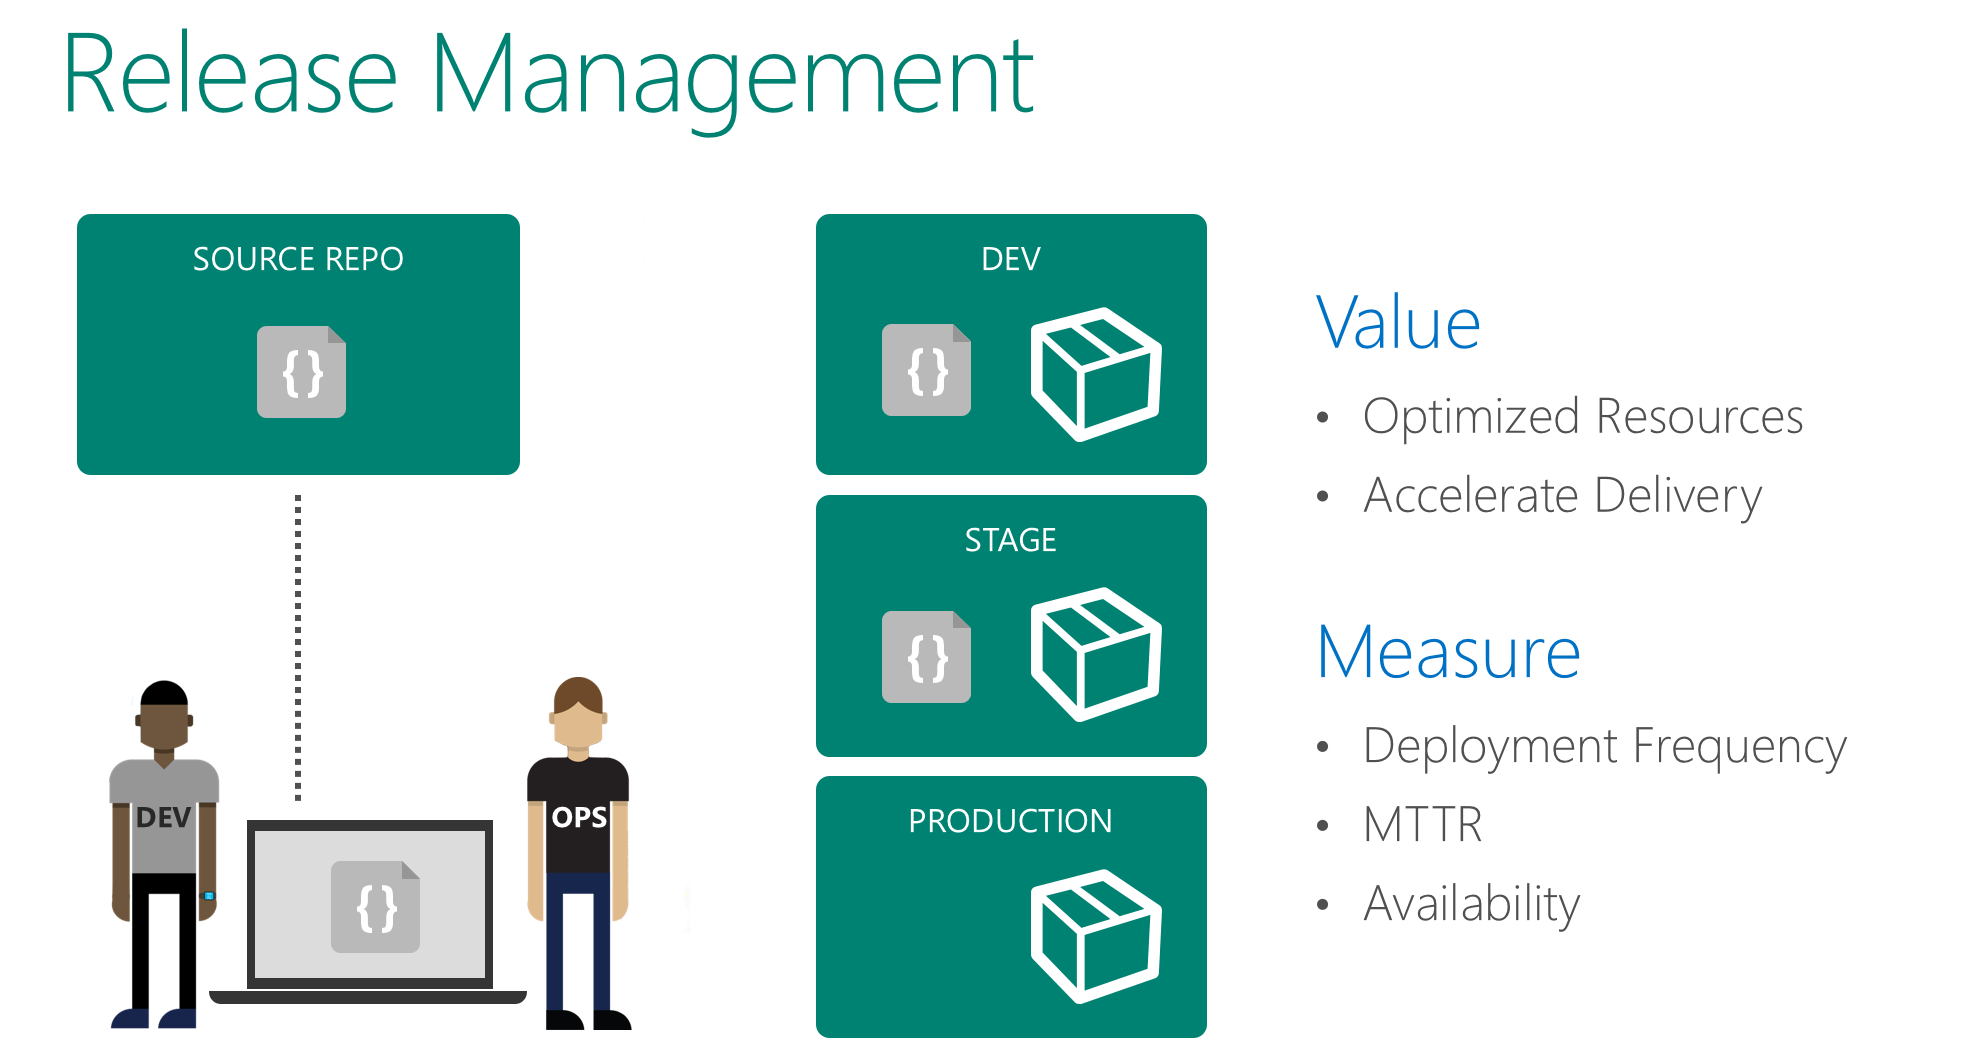 Release Management
SOURCE REPO
{}
DEV
OPS
{}
DEV
{}
STAGE
{}
PRODUCTION
Value
• Optimized Resources
• Accelerate Delivery
Measure
• Deployment Frequency
• MTTR
• Availability